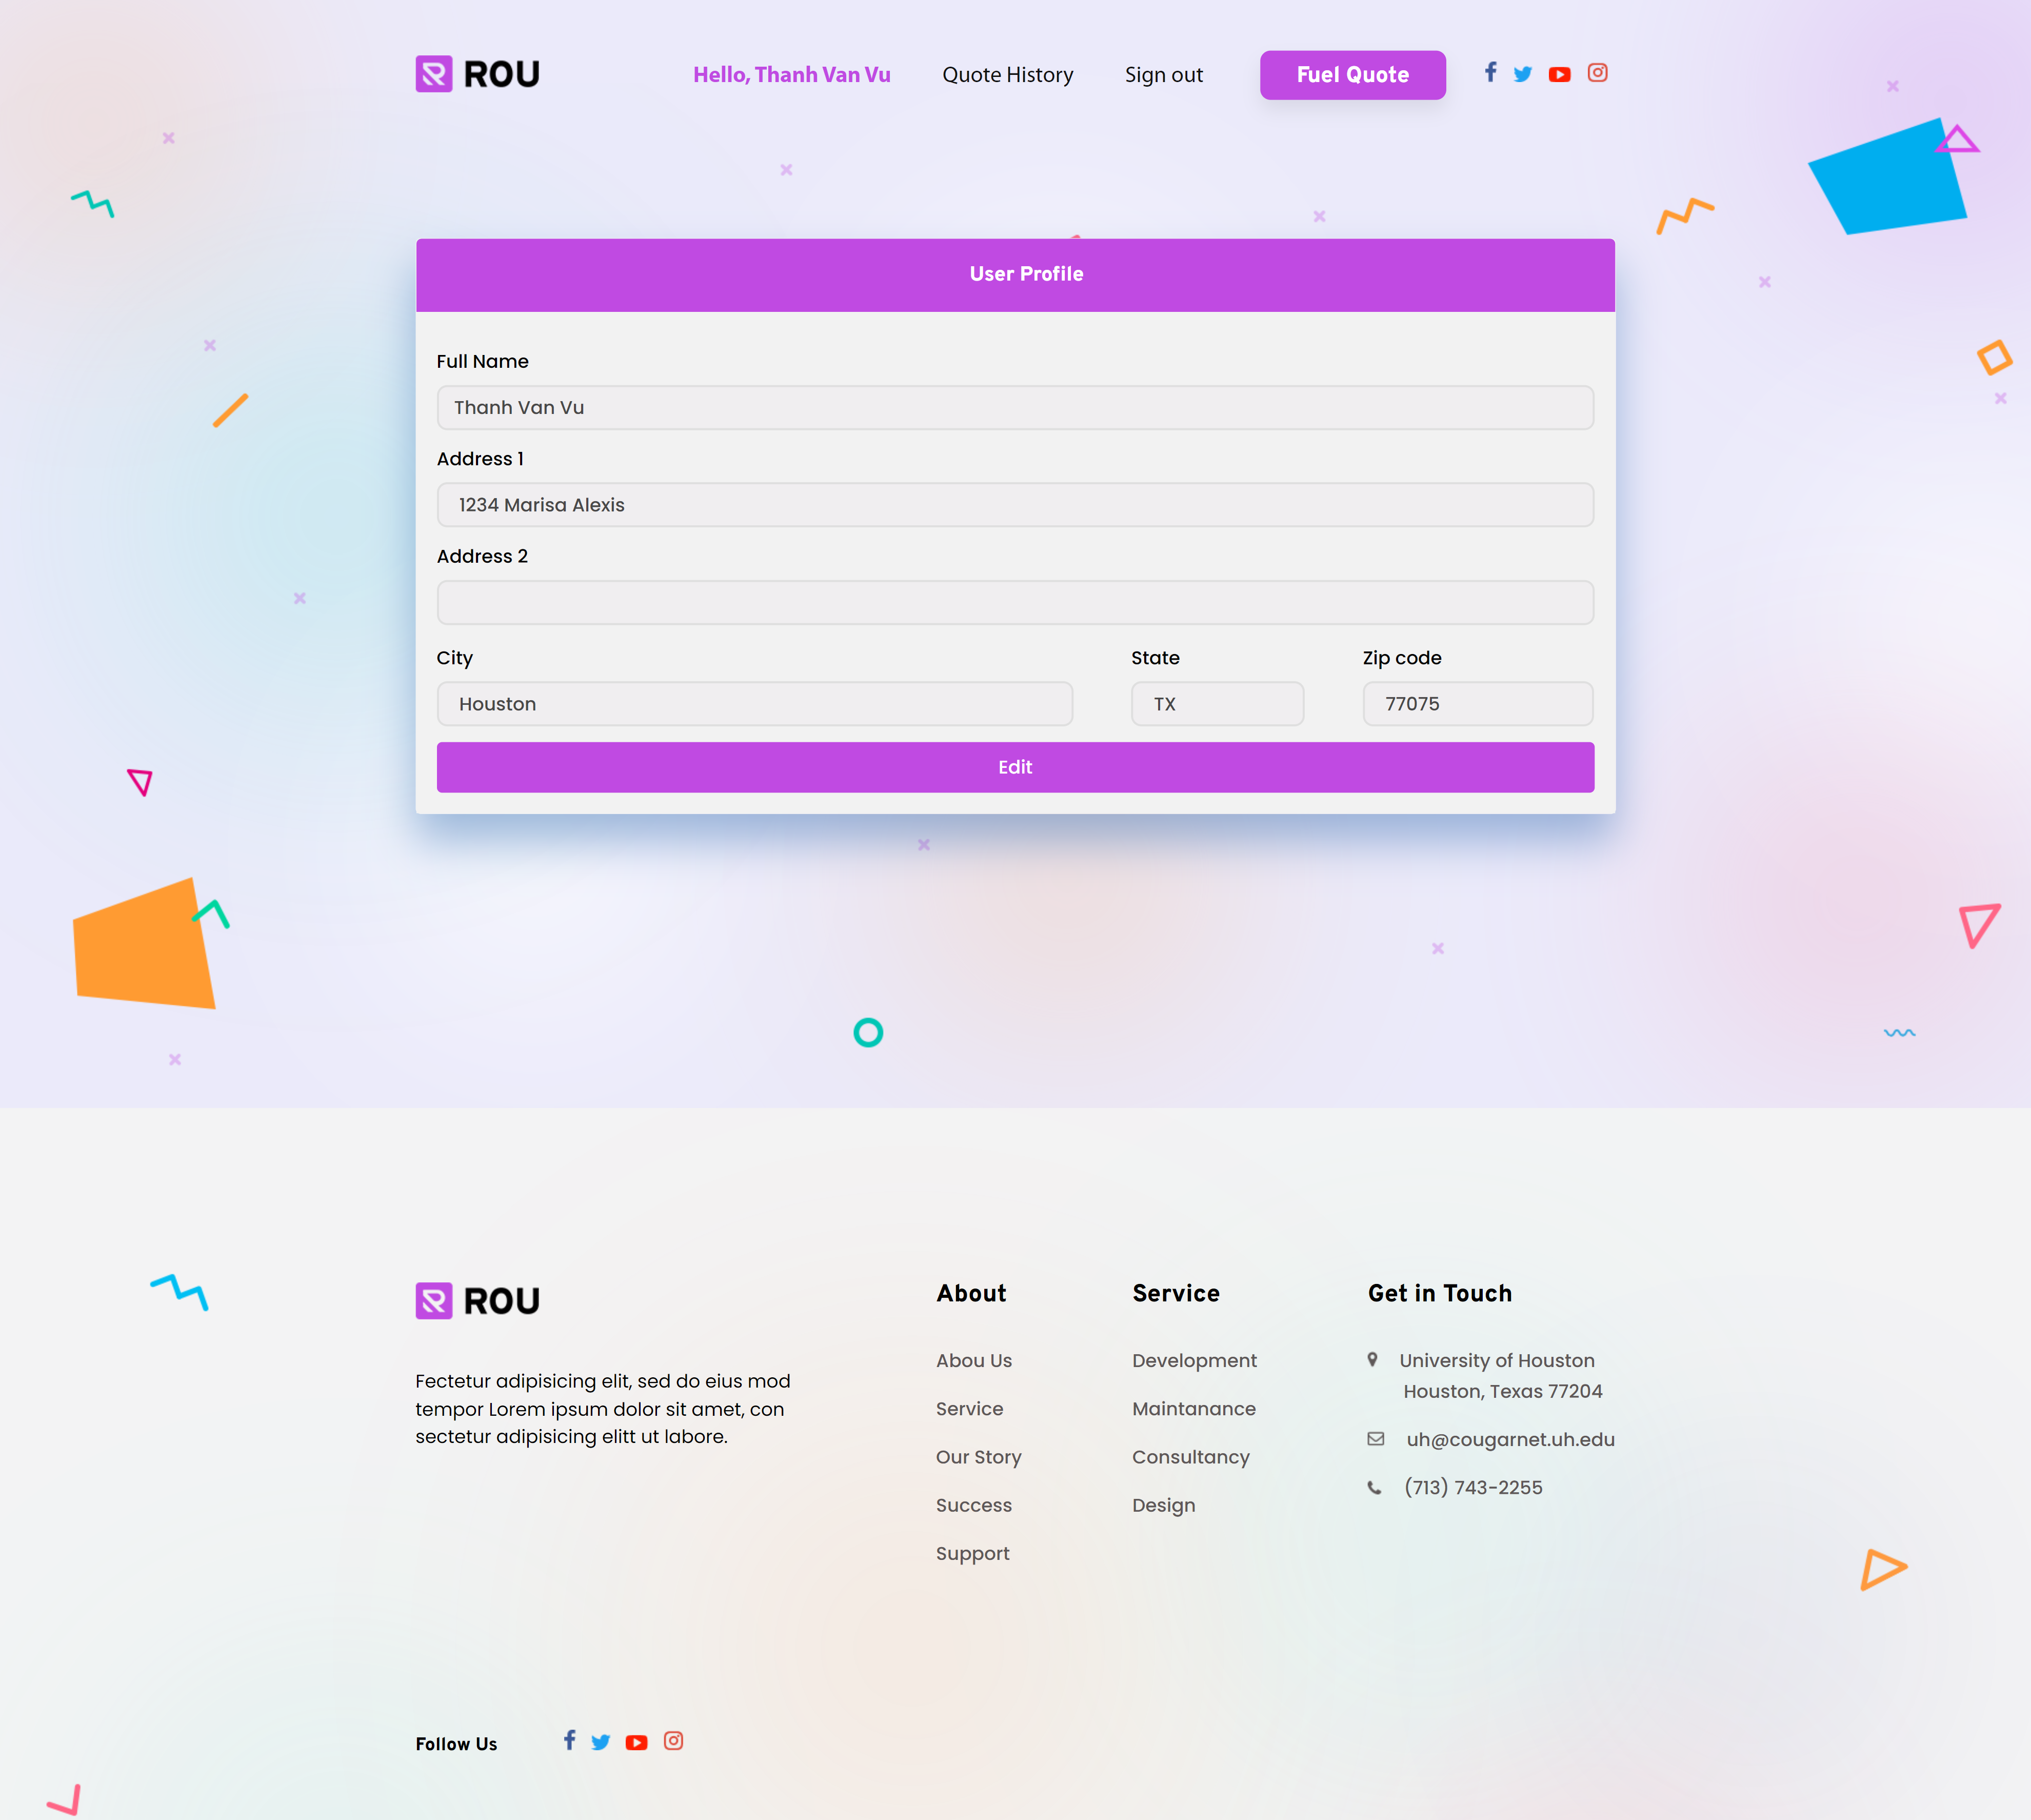 ROU
Hello, Thanh Van Vu
Quote History
Sign out
Fuel Quote
User Profile
Full Name
Thanh Van Vu
Address 1
1234 Marisa Alexis
Address 2
City
State
Zip code
Houston
TX
77075
Edit
ROU
Fectetur adipisicing elit, sed do eius mod
tempor Lorem ipsum dolor sit amet, con
sectetur adipisicing elitt ut labore.
About
Abou Us
Service
Our Story
Success
Support
Service
Development
Maintanance
Consultancy
Design
Get in Touch
University of Houston
Houston, Texas 77204
uh@cougarnet.uh.edu
(713) 743-2255
Follow Us